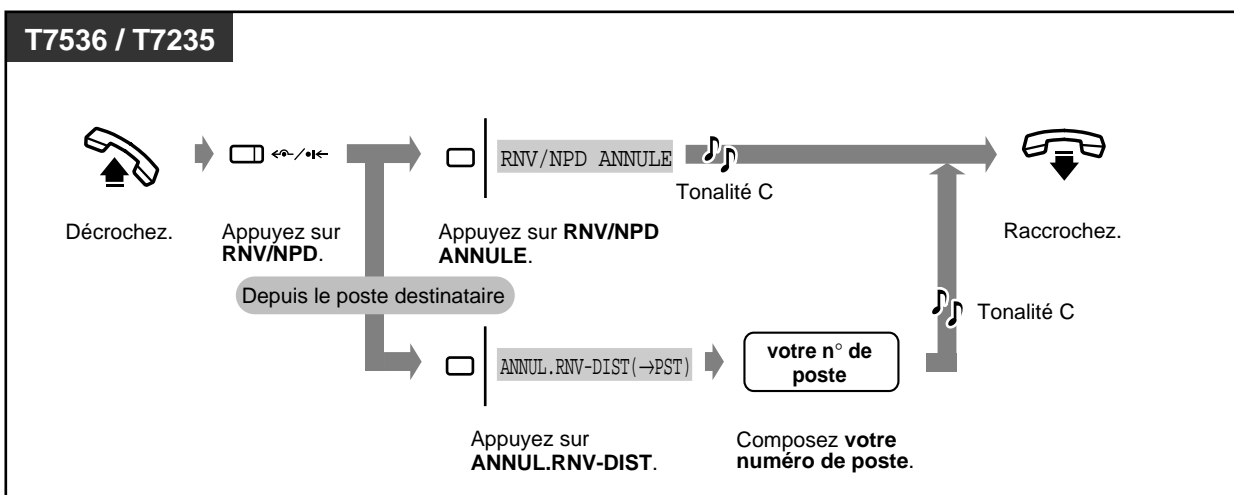 T7536 / T7235
RNV/NPD ANNULE
Tonalité C
Décrochez.
Appuyez sur
RNV/NPD.
Appuyez sur RNV/NPD
ANNULE.
Raccrochez.
Depuis le poste destinataire
Tonalité C
ANNUL.RNV-DIST(→PST)
votre n° de
poste
Appuyez sur
ANNUL.RNV-DIST.
Composez votre
numéro de poste.